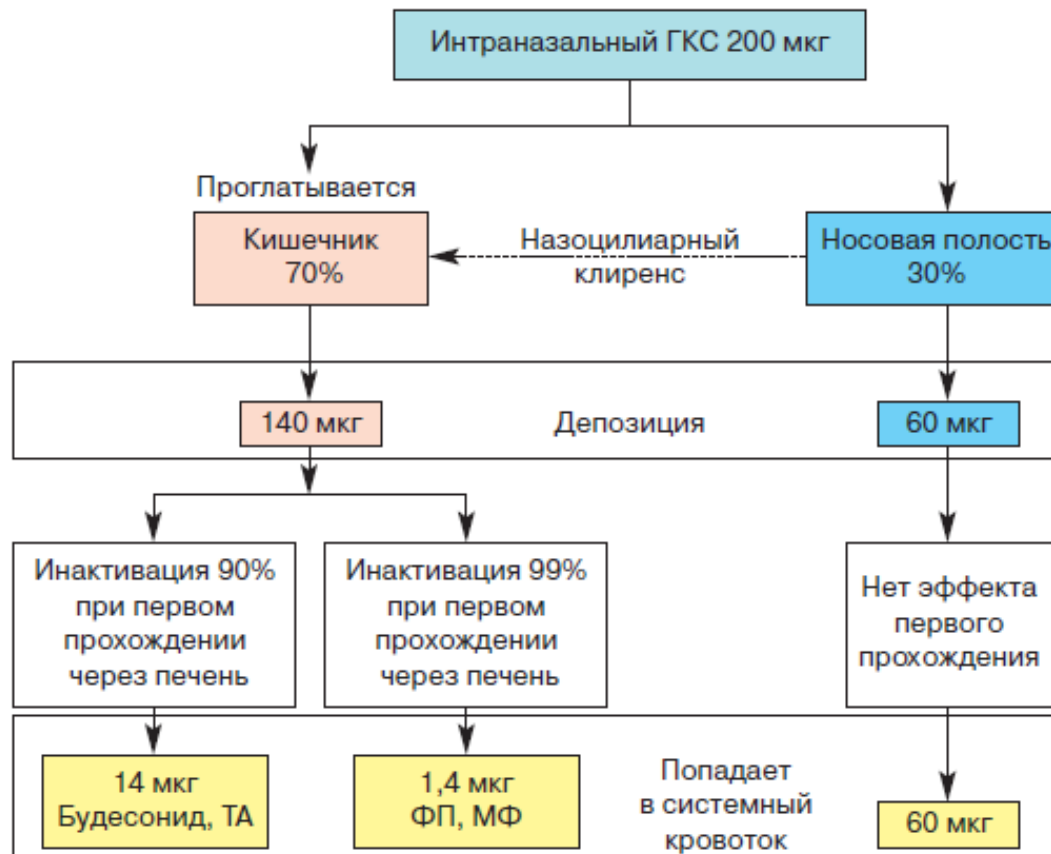 Интраназальный ГКС 200 мкг
Проглатывается
Кишечник
70%
Назоцилиарный
клиренс
Носовая полость
30%
140 мкг
Депозиция
60 мкг
Инактивация 90%
при первом
прохождении
через печень
Инактивация 99%
при первом
прохождении
через печень
Нет эффекта
первого
прохождения
14 мкг
Будесонид, ТА
1,4 мкг
ФП, МФ
Попадает
в системный
кровоток
60 мкг